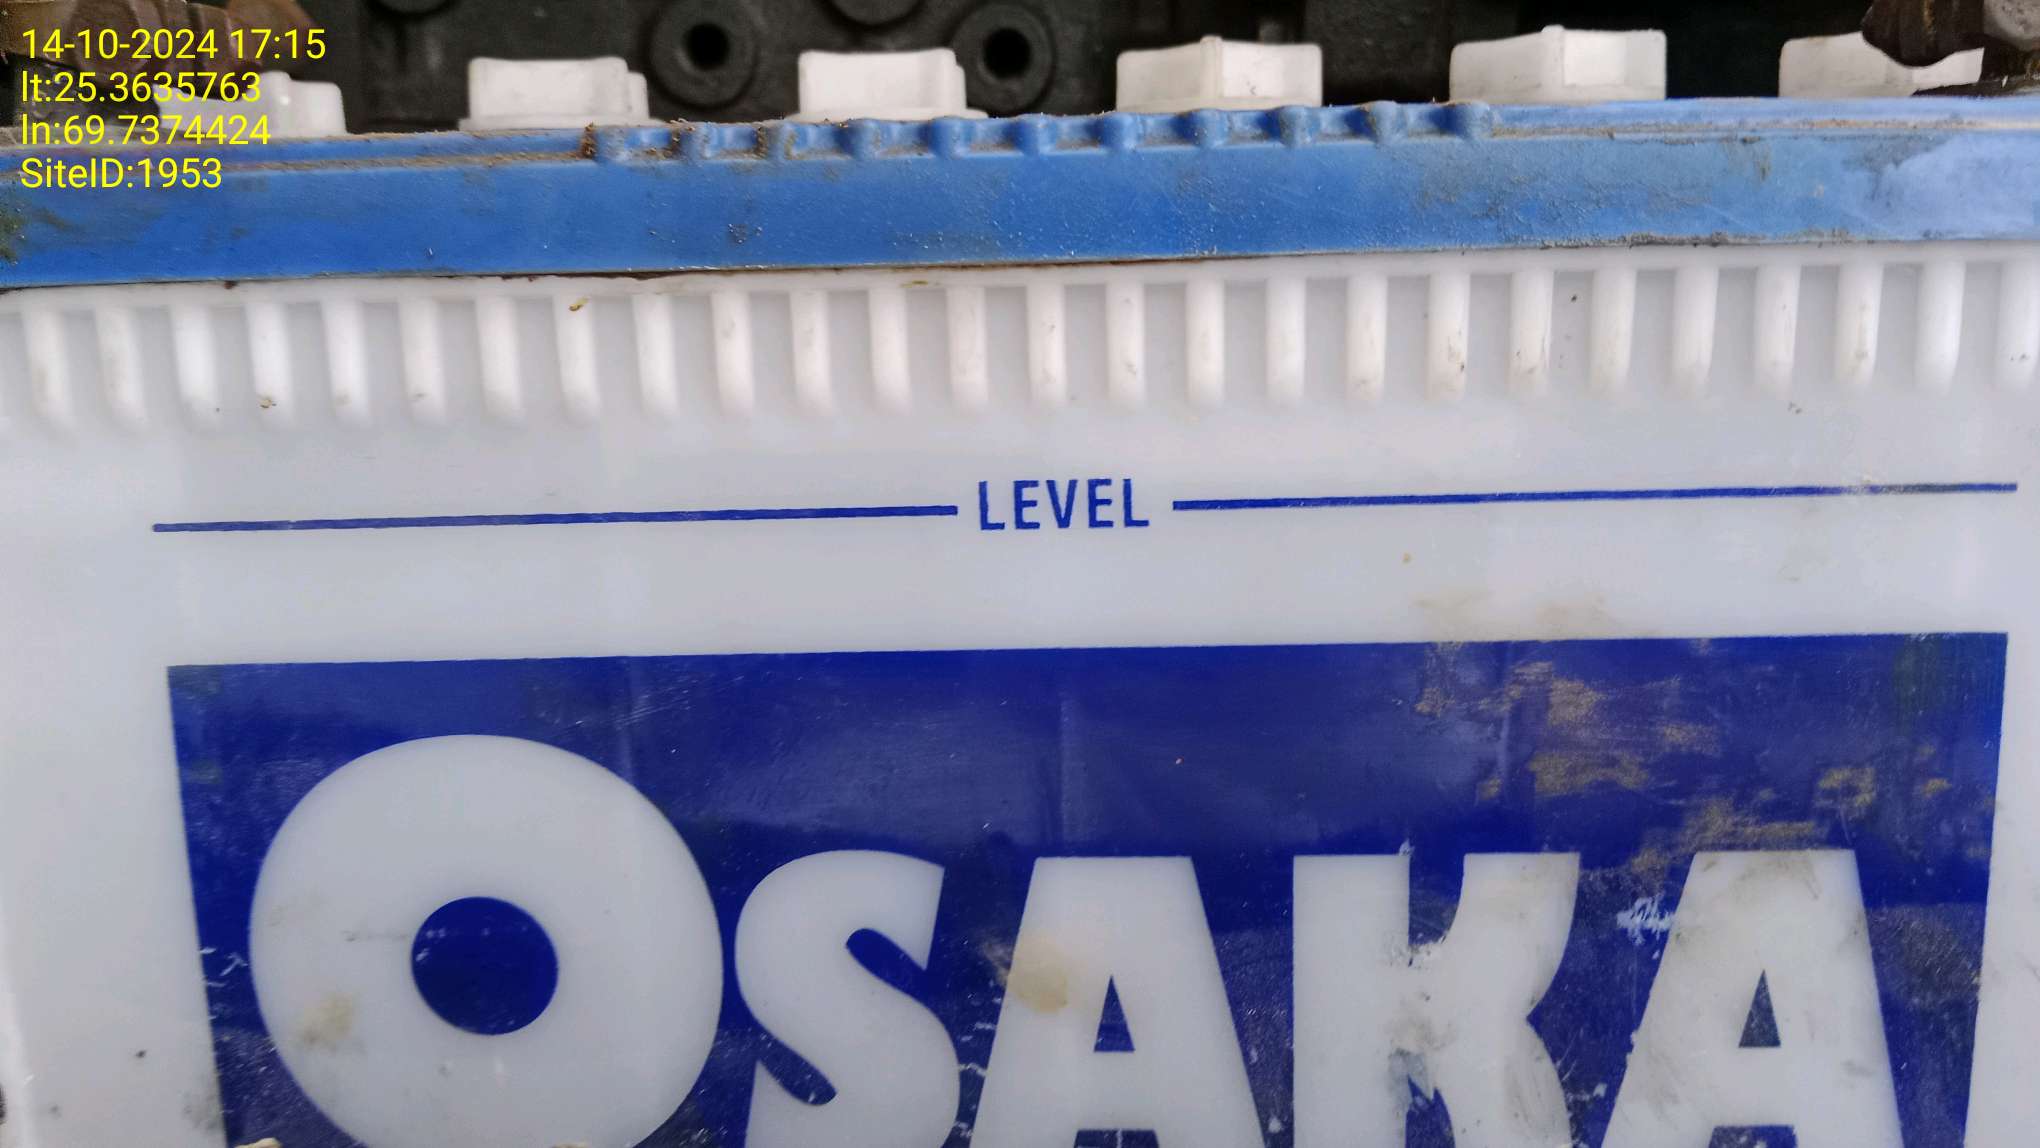 14-10-2024 17:15
lt:25.3635763
ln:69.7374424
SiteID:1953
LEVEL
OSAKA